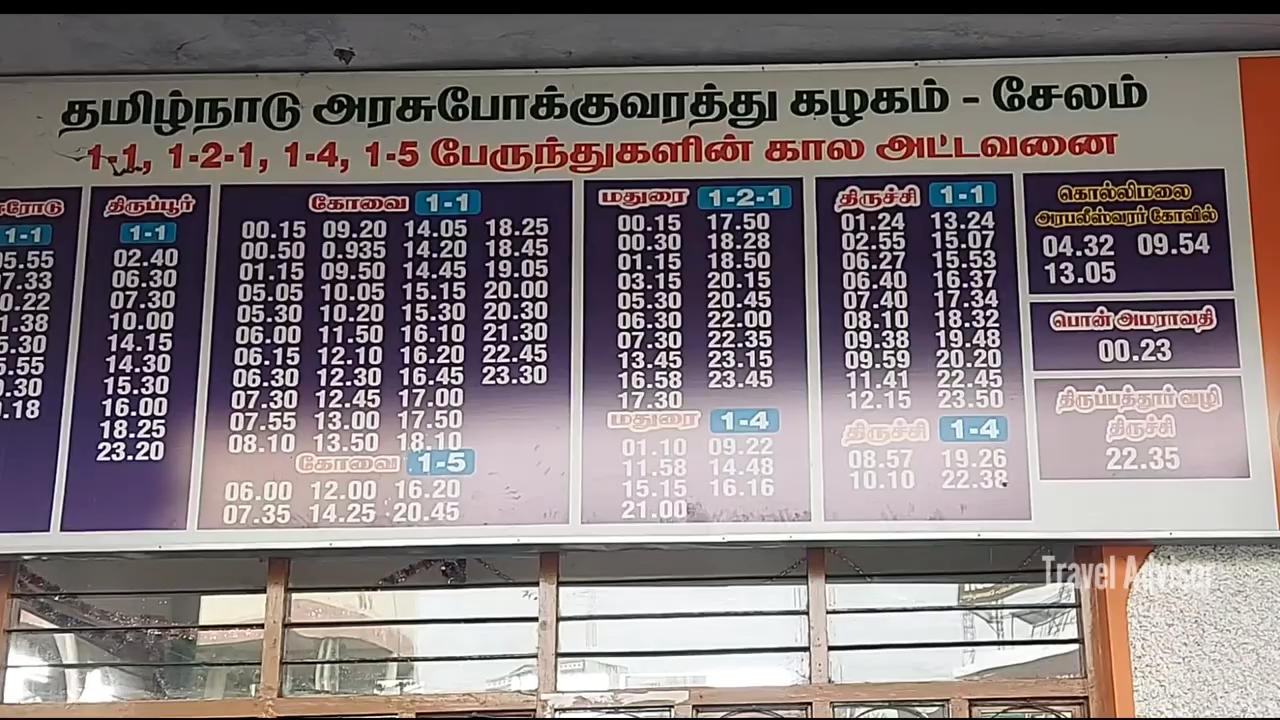 தமிழ்நாடு அரசுபோக்குவரத்து கழகம் - சேலம்
1-1, 1-2-1, 1-4, 1-5 பேருந்துகளின் கால அட்டவணை
1-1
திருப்பூர்
1-1
02.40
06.30
07.30
10.00
14.15
14.30
15.30
16.00
18.25
23.20
கோவை 1-1
00.15 09.20 14.05 18.25
00.50 0.935 14.20 18.45
01.15 09.50 14.45 19.05
05.05 10.05 15.15 20.00
05.30 10.20 15.30 20.30
06.00 11.50 16.10 21.30
06.15 12.10 16.20 22.45
06.30 12.30 16.45 23.30
07.30 12.45 17.00
07.55 13.00 17.50
08.10 13.50 18.10
கோவை 1-5
06.00 12.00 16.20
07.35 14.25 20.45
மதுரை 1-2-1
00.15 17.50
00.30 18.28
01.15 18.50
03.15 20.15
05.30 20.45
06.30 22.00
07.30 22.35
13.45 23.15
16.58 23.45
17.30
மதுரை 1-4
01.10 09.22
11.58 14.48
15.15 16.16
21.00
திருச்சி 1-1
01.24 13.24
02.55 15.07
06.27 15.53
06.40 16.37
07.40 17.34
08.10 18.32
09.38 19.48
09.59 20.20
11.41 22.45
12.15 23.50
திருச்சி 1-4
08.57 19.26
10.10 22.38
கொல்லிமலை
அரபலீஸ்வரர் கோவில்
04.32 09.54
13.05
பொன் அமராவதி
00.23
திருப்பத்தூர் வழி
திருச்சி
22.35
Travel Advisor